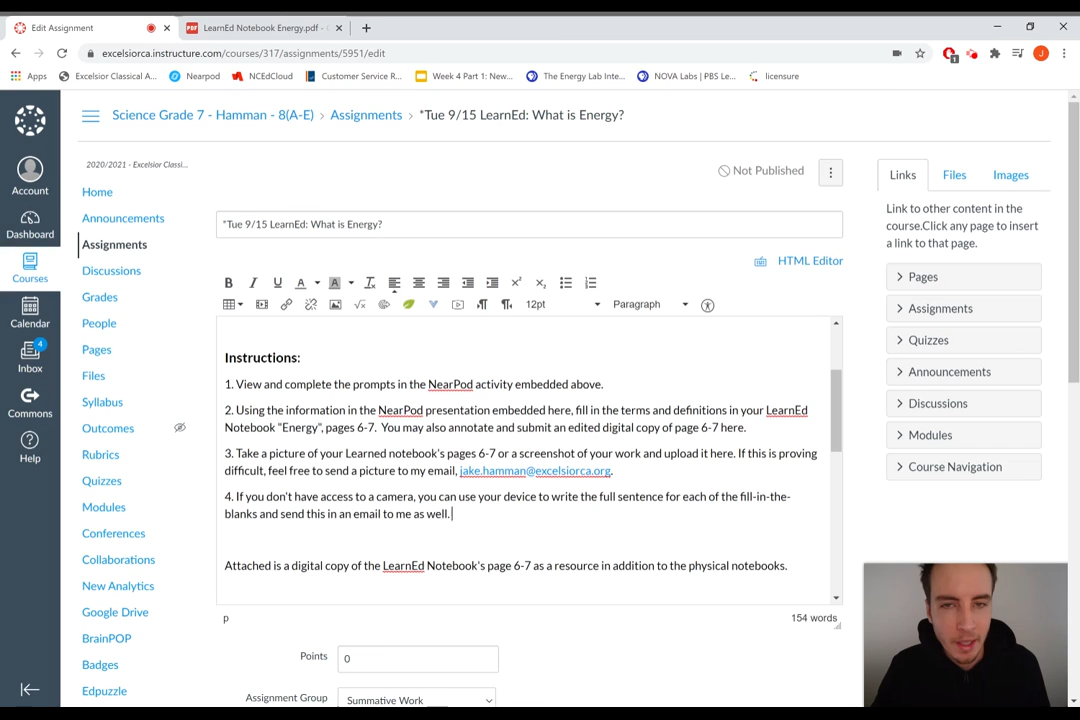 Edit Assignment
LearnEd Notebook Energy.pdf -
excelsiorca.instructure.com/courses/317/assignments/5951/edit
1
J
Apps
Excelsior Classical A...
Nearpod
NCEdCloud
Customer Service R...
Week 4 Part 1: New...
The Energy Lab Inte...
NOVA Labs | PBS Le...
licensure
Science Grade 7 - Hamman - 8(A-E) > Assignments > *Tue 9/15 LearnEd: What is Energy?
2020/2021 - Excelsior Classi...
Not Published
Account
Dashboard
Courses
Calendar
4
Inbox
Commons
Help
Home
Announcements
Assignments
Discussions
Grades
People
Pages
Files
Syllabus
Outcomes
Rubrics
Quizzes
Modules
Conferences
Collaborations
New Analytics
Google Drive
BrainPOP
Badges
Edpuzzle
*Tue 9/15 LearnEd: What is Energy?
HTML Editor
B I U A A
12pt
Paragraph
Instructions:
1. View and complete the prompts in the NearPod activity embedded above.
2. Using the information in the NearPod presentation embedded here, fill in the terms and definitions in your LearnEd
Notebook "Energy", pages 6-7. You may also annotate and submit an edited digital copy of page 6-7 here.
3. Take a picture of your Learned notebook's pages 6-7 or a screenshot of your work and upload it here. If this is proving
difficult, feel free to send a picture to my email, jake.hamman@excelsiorca.org.
4. If you don't have access to a camera, you can use your device to write the full sentence for each of the fill-in-the-
blanks and send this in an email to me as well.
Attached is a digital copy of the LearnEd Notebook's page 6-7 as a resource in addition to the physical notebooks.
p
154 words
Points
0
Assignment Group
Summative Work
Links
Files
Images
Link to other content in the
course.Click any page to insert
a link to that page.
Pages
Assignments
Quizzes
Announcements
Discussions
Modules
Course Navigation